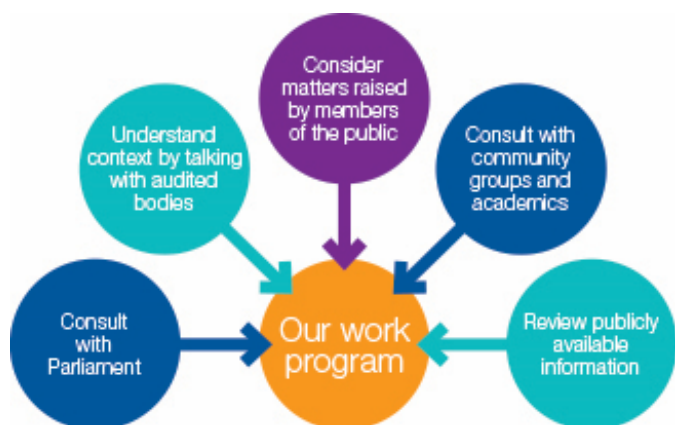 Consider
matters raised
by members
of the public
Understand
context by talking
with audited
bodies
Consult with
community
groups and
academics
Consult
with
Parliament
Our work
program
Review publicly
available
information